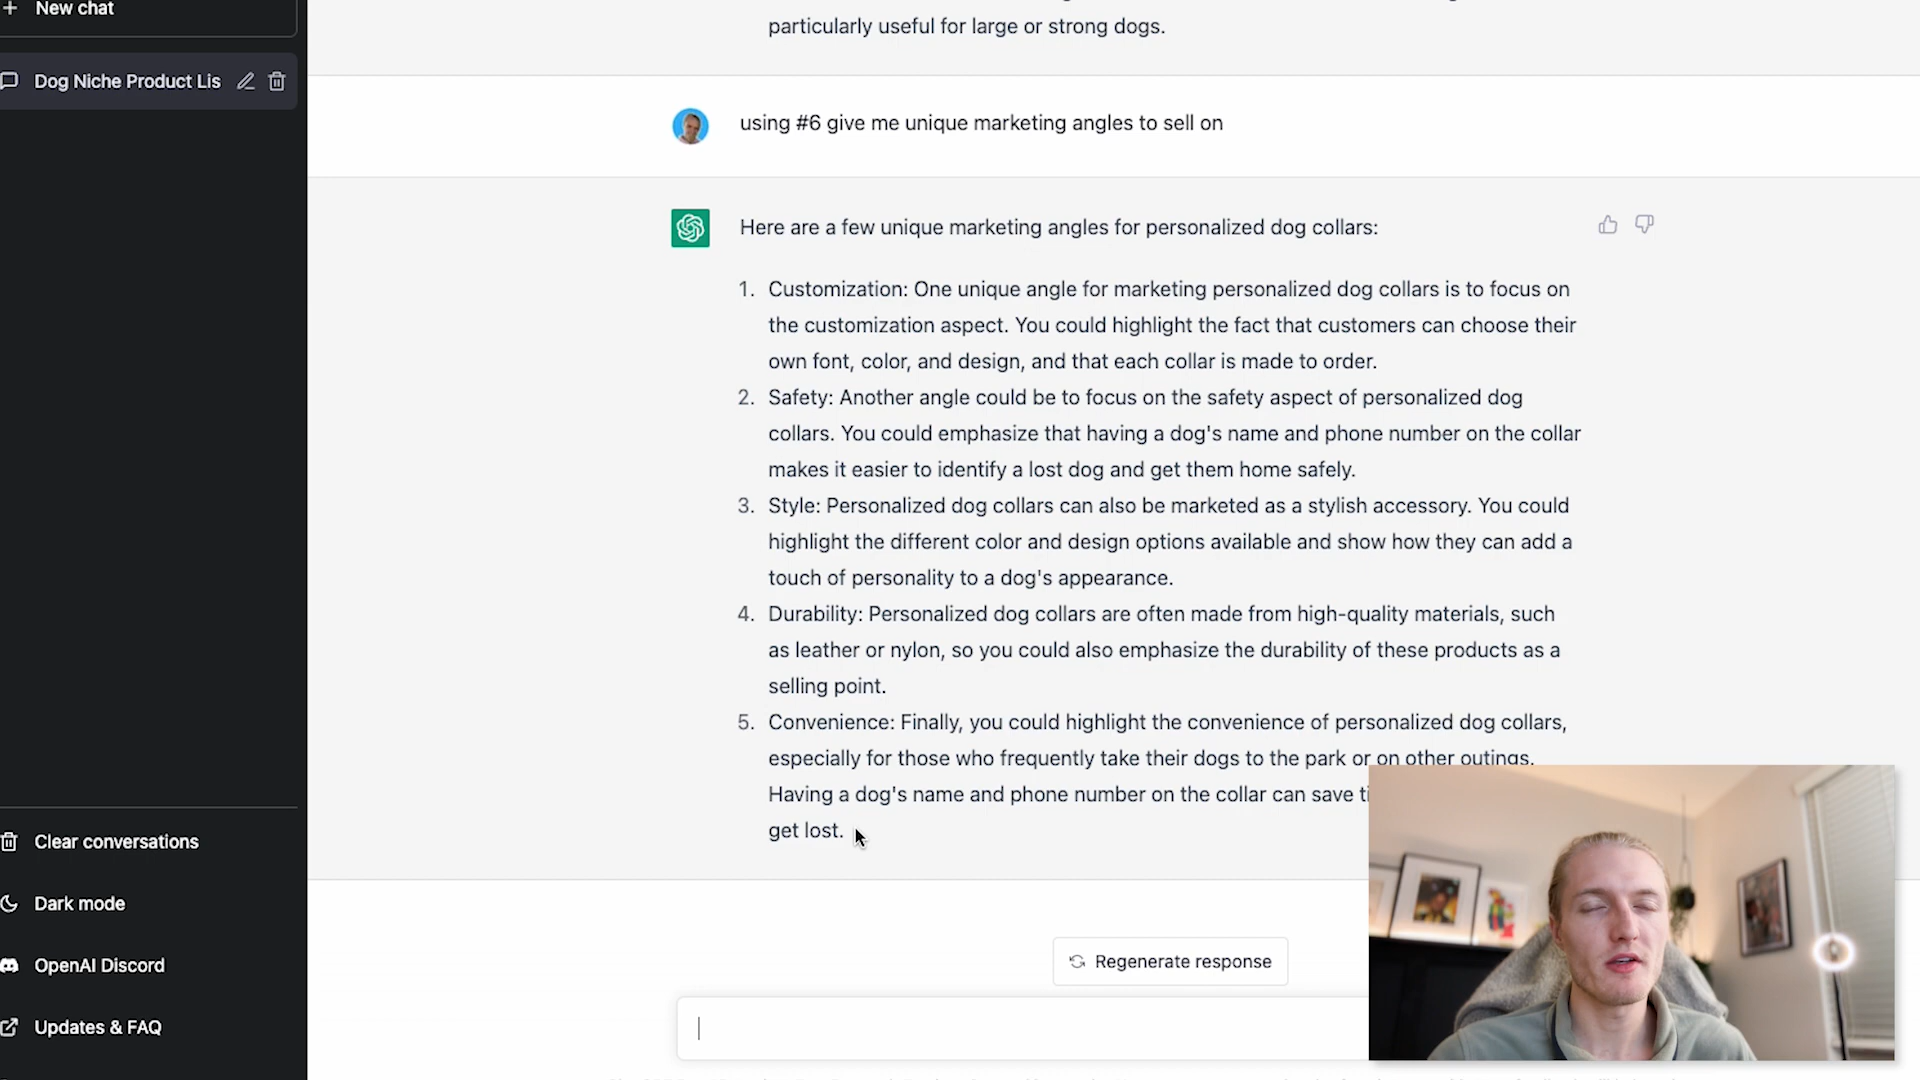 New chat
particularly useful for large or strong dogs.
Dog Niche Product Lis
using #6 give me unique marketing angles to sell on
Here are a few unique marketing angles for personalized dog collars:
1. Customization: One unique angle for marketing personalized dog collars is to focus on
the customization aspect. You could highlight the fact that customers can choose their
own font, color, and design, and that each collar is made to order.
2. Safety: Another angle could be to focus on the safety aspect of personalized dog
collars. You could emphasize that having a dog's name and phone number on the collar
makes it easier to identify a lost dog and get them home safely.
3. Style: Personalized dog collars can also be marketed as a stylish accessory. You could
highlight the different color and design options available and show how they can add a
touch of personality to a dog's appearance.
4. Durability: Personalized dog collars are often made from high-quality materials, such
as leather or nylon, so you could also emphasize the durability of these products as a
selling point.
5. Convenience: Finally, you could highlight the convenience of personalized dog collars,
especially for those who frequently take their dogs to the park or on other outings.
Having a dog's name and phone number on the collar can save
get lost.
Clear conversations
Dark mode
OpenAI Discord
Updates & FAQ
Regenerate response